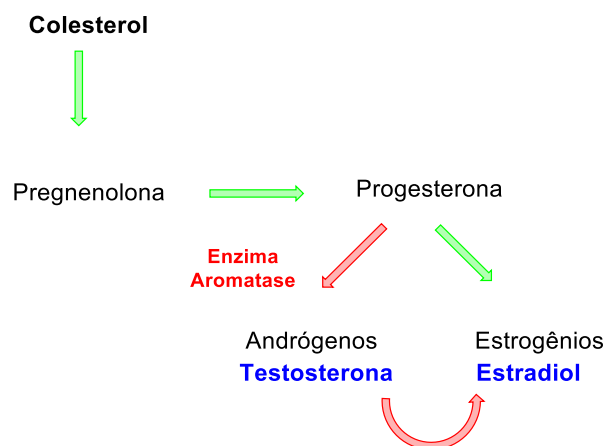 Colesterol
Pregnenolona
Progesterona
Enzima
Aromatase
Andrógenos
Testosterona
Estrogênios
Estradiol